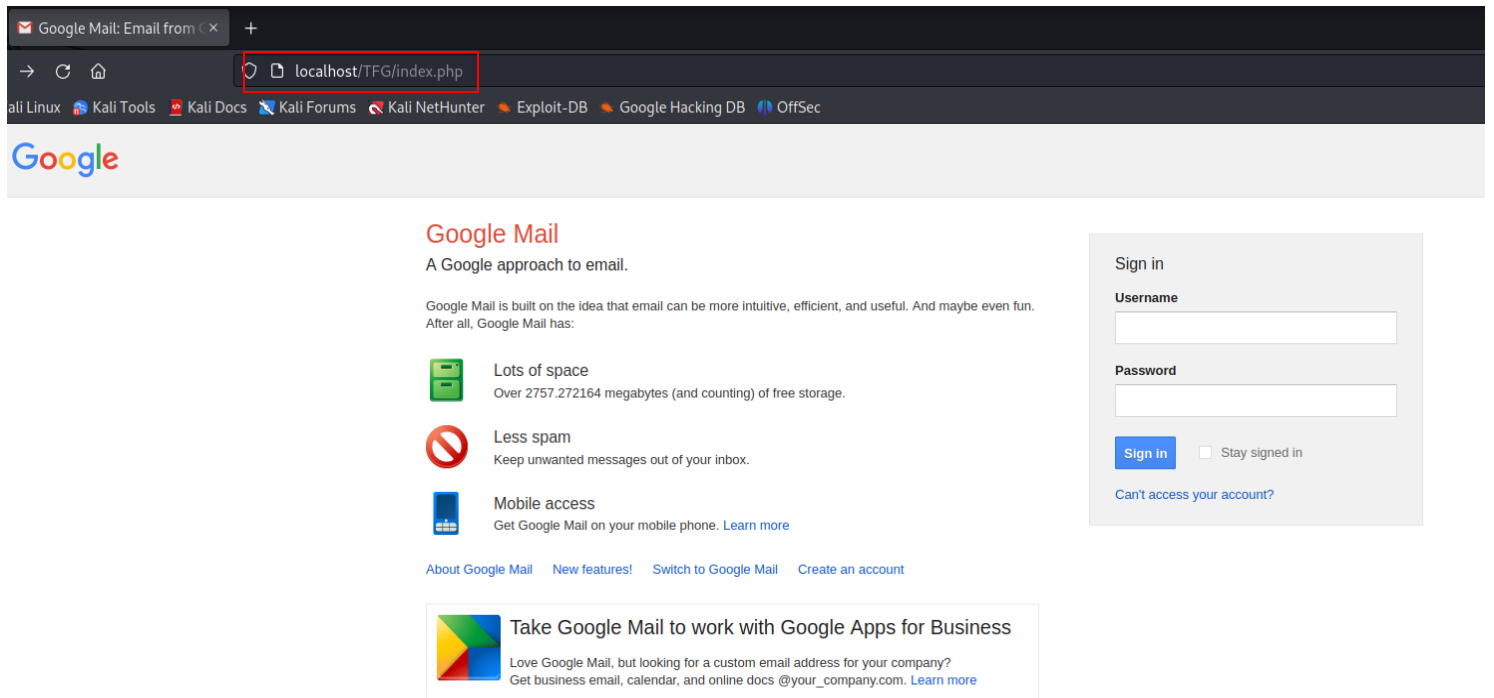 Google Mail: Email from G
localhost/TFG/index.php
ali Linux Kali Tools Kali Docs Kali Forums Kali NetHunter Exploit-DB Google Hacking DB OffSec
Google
Google Mail
A Google approach to email.
Google Mail is built on the idea that email can be more intuitive, efficient, and useful. And maybe even fun.
After all, Google Mail has:
Lots of space
Over 2757.272164 megabytes (and counting) of free storage.
Less spam
Keep unwanted messages out of your inbox.
Mobile access
Get Google Mail on your mobile phone. Learn more
About Google Mail New features! Switch to Google Mail Create an account
Take Google Mail to work with Google Apps for Business
Love Google Mail, but looking for a custom email address for your company?
Get business email, calendar, and online docs @your_company.com. Learn more
Sign in
Username
Password
Sign in Stay signed in
Can't access your account?